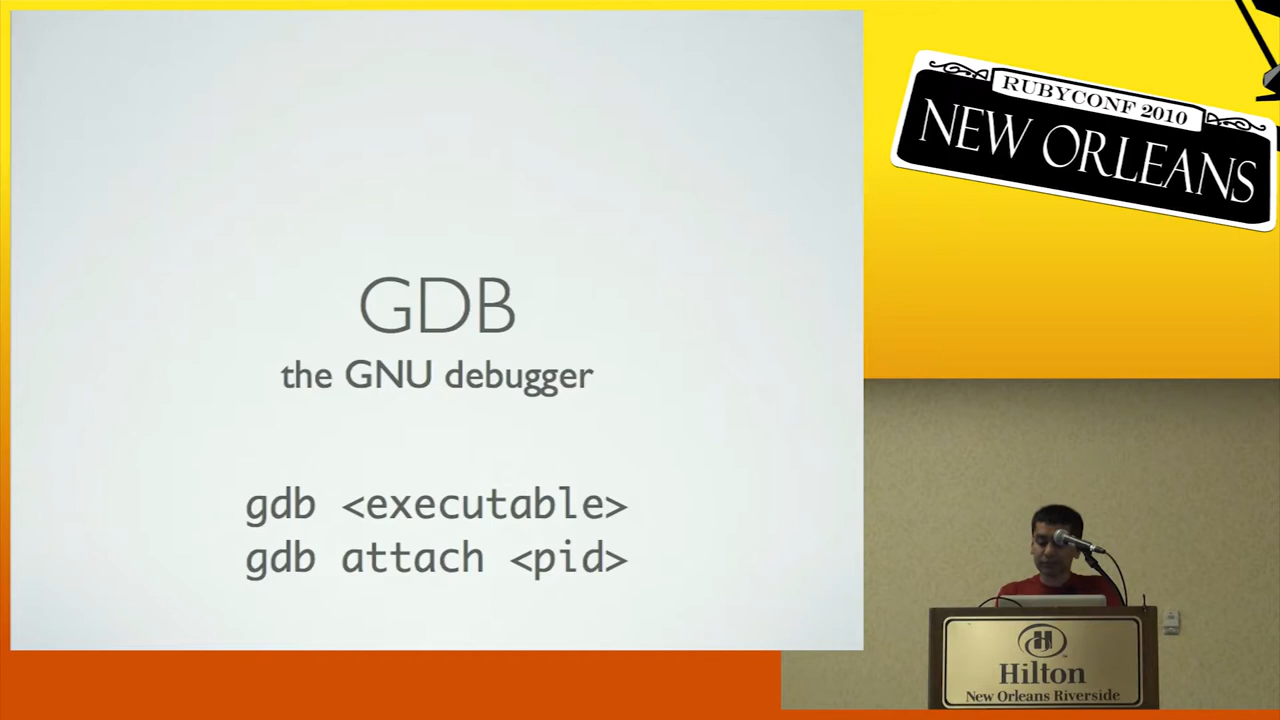 GDB
the GNU debugger
gdb <executable>
gdb attach <pid>
RUBYCONF 2010
NEW ORLEANS
Hilton
New Orleans Riverside